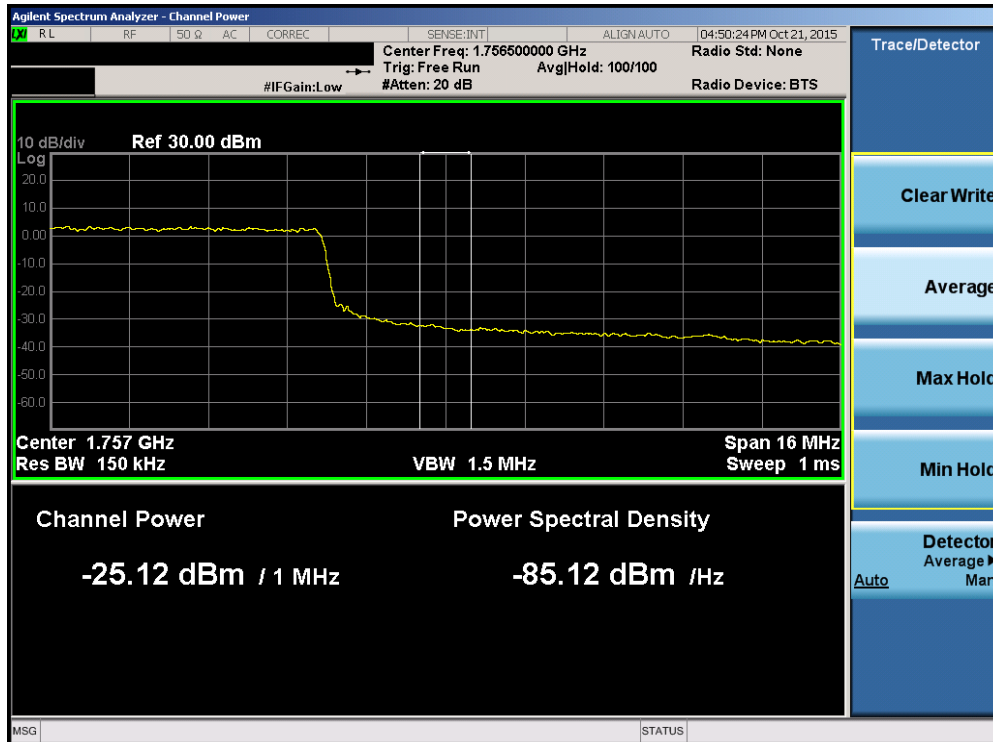 Agilent Spectrum Analyzer - Channel Power
LXI RL RF 50 Ω AC CORREC SENSE:INT ALIGN AUTO 04:50:24 PM Oct 21, 2015
Center Freq: 1.756500000 GHz Radio Std: None
Trig: Free Run Avg|Hold: 100/100
#IFGain:Low #Atten: 20 dB Radio Device: BTS
10 dB/div Ref 30.00 dBm
Log
20.0
10.0
0.00
-10.0
-20.0
-30.0
-40.0
-50.0
-60.0
Center 1.757 GHz Span 16 MHz
Res BW 150 kHz VBW 1.5 MHz Sweep 1 ms
Channel Power Power Spectral Density
-25.12 dBm / 1 MHz -85.12 dBm /Hz
MSG STATUS
Trace/Detector
Clear Write
Average
Max Hold
Min Hold
Detector
Average
Auto Man